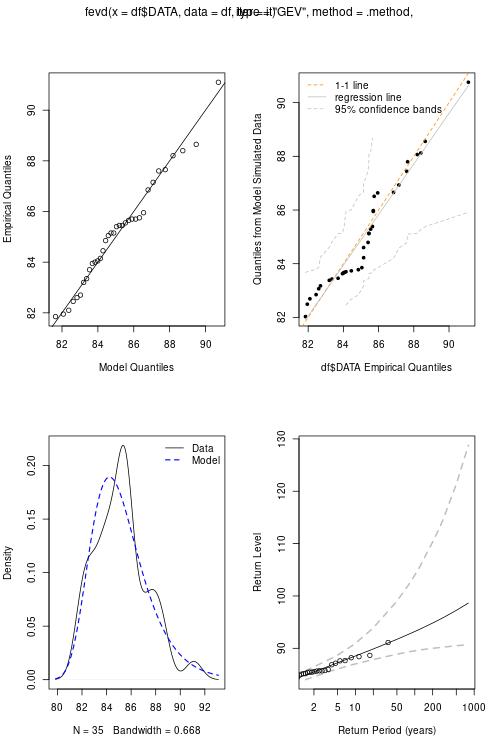 fevd(x = df$DATA, data = df, type = "GEV", method = .method,
90
88
86
84
82
Empirical Quantiles
82 84 86 88 90
Model Quantiles
1-1 line
regression line
95% confidence bands
90
88
86
84
82
Quantiles from Model Simulated Data
82 84 86 88 90
df$DATA Empirical Quantiles
Data
Model
0.20
0.15
0.10
0.05
0.00
Density
80 82 84 86 88 90 92
N = 35 Bandwidth = 0.668
130
120
110
100
90
Return Level
2 5 10 20 50 200 1000
Return Period (years)